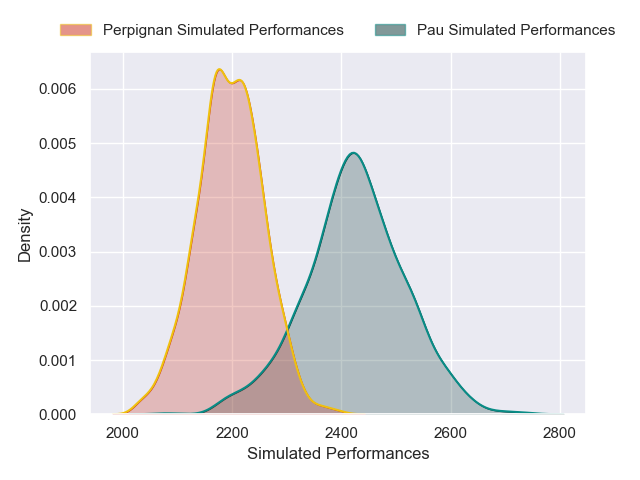 Perpignan Simulated Performances Pau Simulated Performances
0.006
0.005
0.004
0.003
0.002
0.001
0.000
Density
2000 2200 2400 2600 2800
Simulated Performances